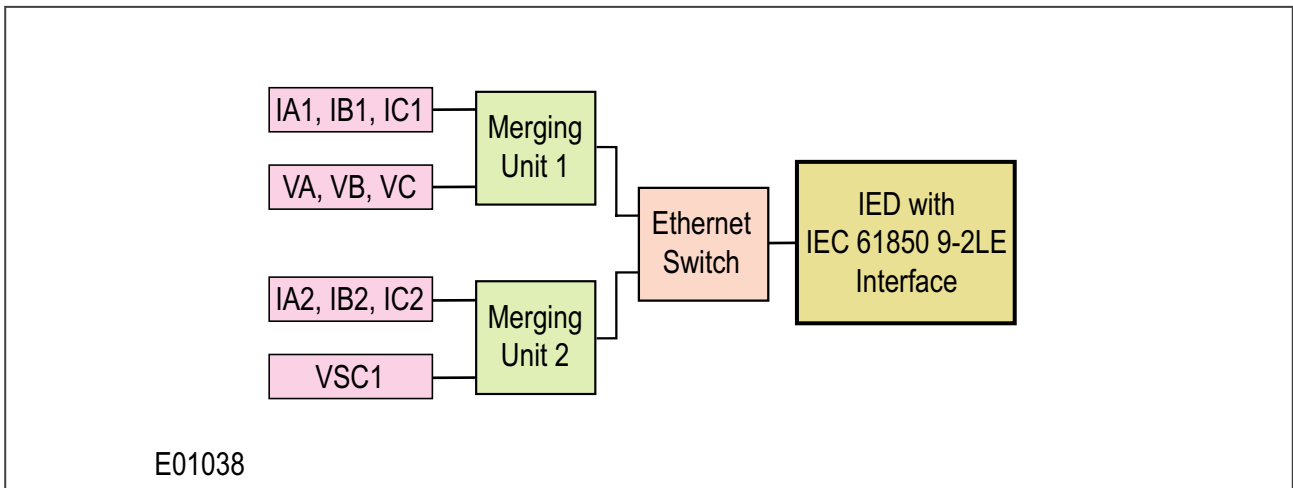 IA1, IB1, IC1
VA, VB, VC
Merging
Unit 1
IA2, IB2, IC2
VSC1
Merging
Unit 2
Ethernet
Switch
IED with
IEC 61850 9-2LE
Interface
E01038